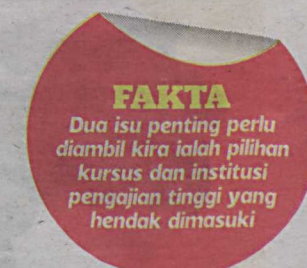 FAKTA
Dua isu penting perlu
diambil kira ialah pilihan
kursus dan institusi
pengajian tinggi yang
hendak dimasuki